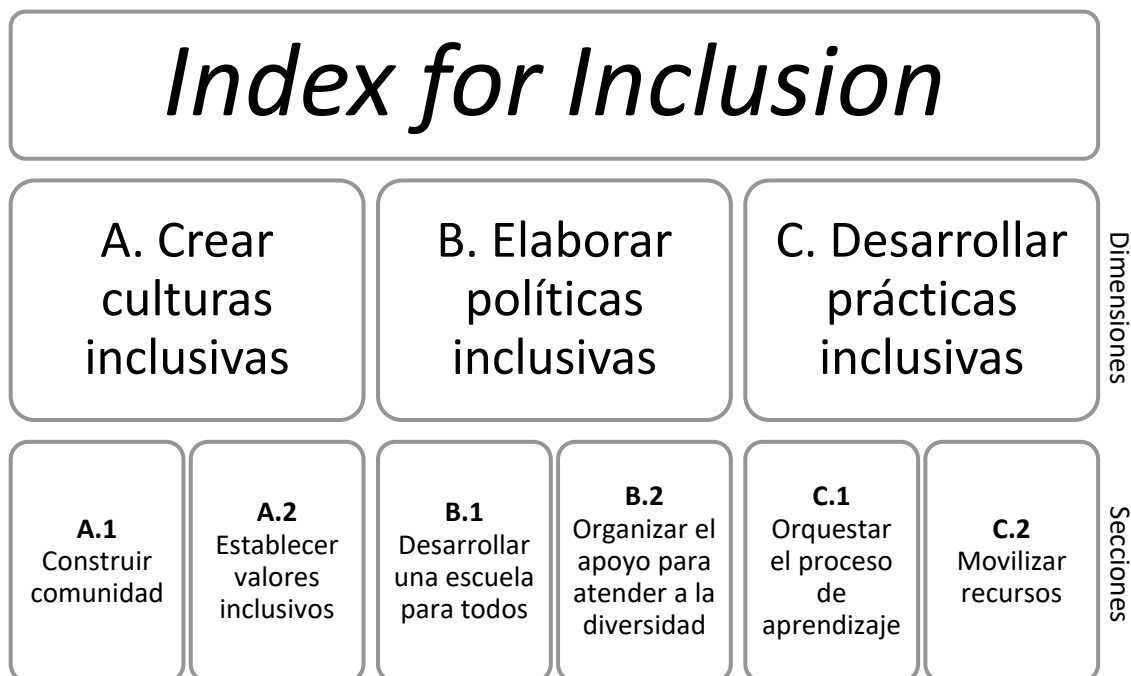 Index for Inclusion
A. Crear
culturas
inclusivas
B. Elaborar
políticas
inclusivas
C. Desarrollar
prácticas
inclusivas
Dimensiones
A.1
Construir
comunidad
A.2
Establecer
valores
inclusivos
B.1
Desarrollar
una escuela
para todos
B.2
Organizar el
apoyo para
atender a la
diversidad
C.1
Orquestar
el proceso
de
aprendizaje
C.2
Movilizar
recursos
Secciones